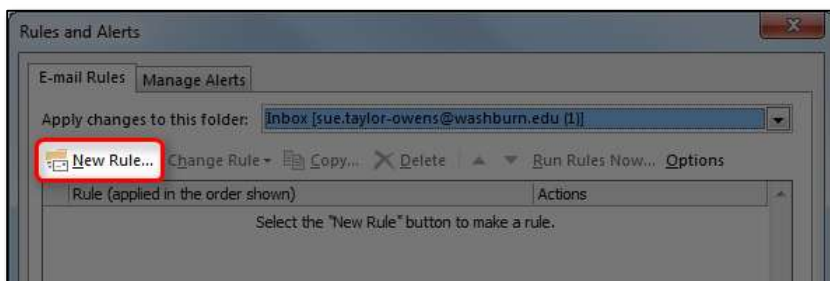 Rules and Alerts
E-mail Rules Manage Alerts
Apply changes to this folder: Inbox [sue.taylor-owens@washburn.edu (1)]
New Rule... Change Rule Copy... Delete Run Rules Now... Options
Rule (applied in the order shown) Actions
Select the "New Rule" button to make a rule.